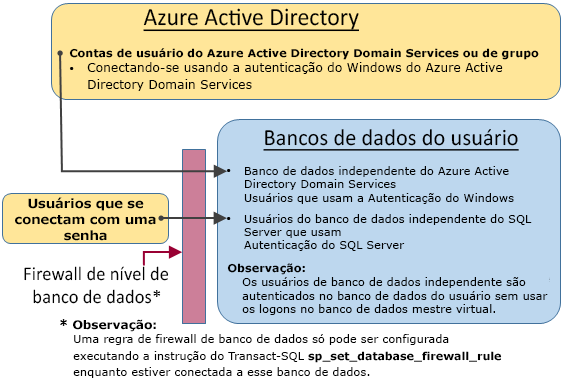 Azure Active Directory
Contas de usuário do Azure Active Directory Domain Services ou de grupo
• Conectando-se usando a autenticação do Windows do Azure Active
Directory Domain Services
Bancos de dados do usuário
• Banco de dados independente do Azure Active
Directory Domain Services
Usuários que usam a Autenticação do Windows
• Usuários do banco de dados independente do SQL
Server que usam
Autenticação do SQL Server
Observação:
Os usuários de banco de dados independente são
autenticados no banco de dados do usuário sem usar
os logons no banco de dados mestre virtual.
Usuários que se
conectam com uma
senha
Firewall de nível de
banco de dados*
* Observação:
Uma regra de firewall de banco de dados só pode ser configurada
executando a instrução do Transact-SQL sp_set_database_firewall_rule
enquanto estiver conectada a esse banco de dados.